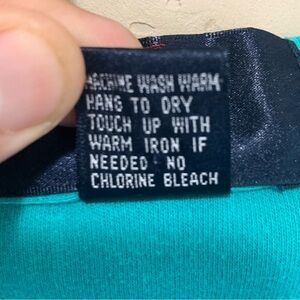 MACHINE WASH WARM
HANG TO DRY
TOUCH UP WITH
WARM IRON IF
NEEDED NO
CHLORINE BLEACH